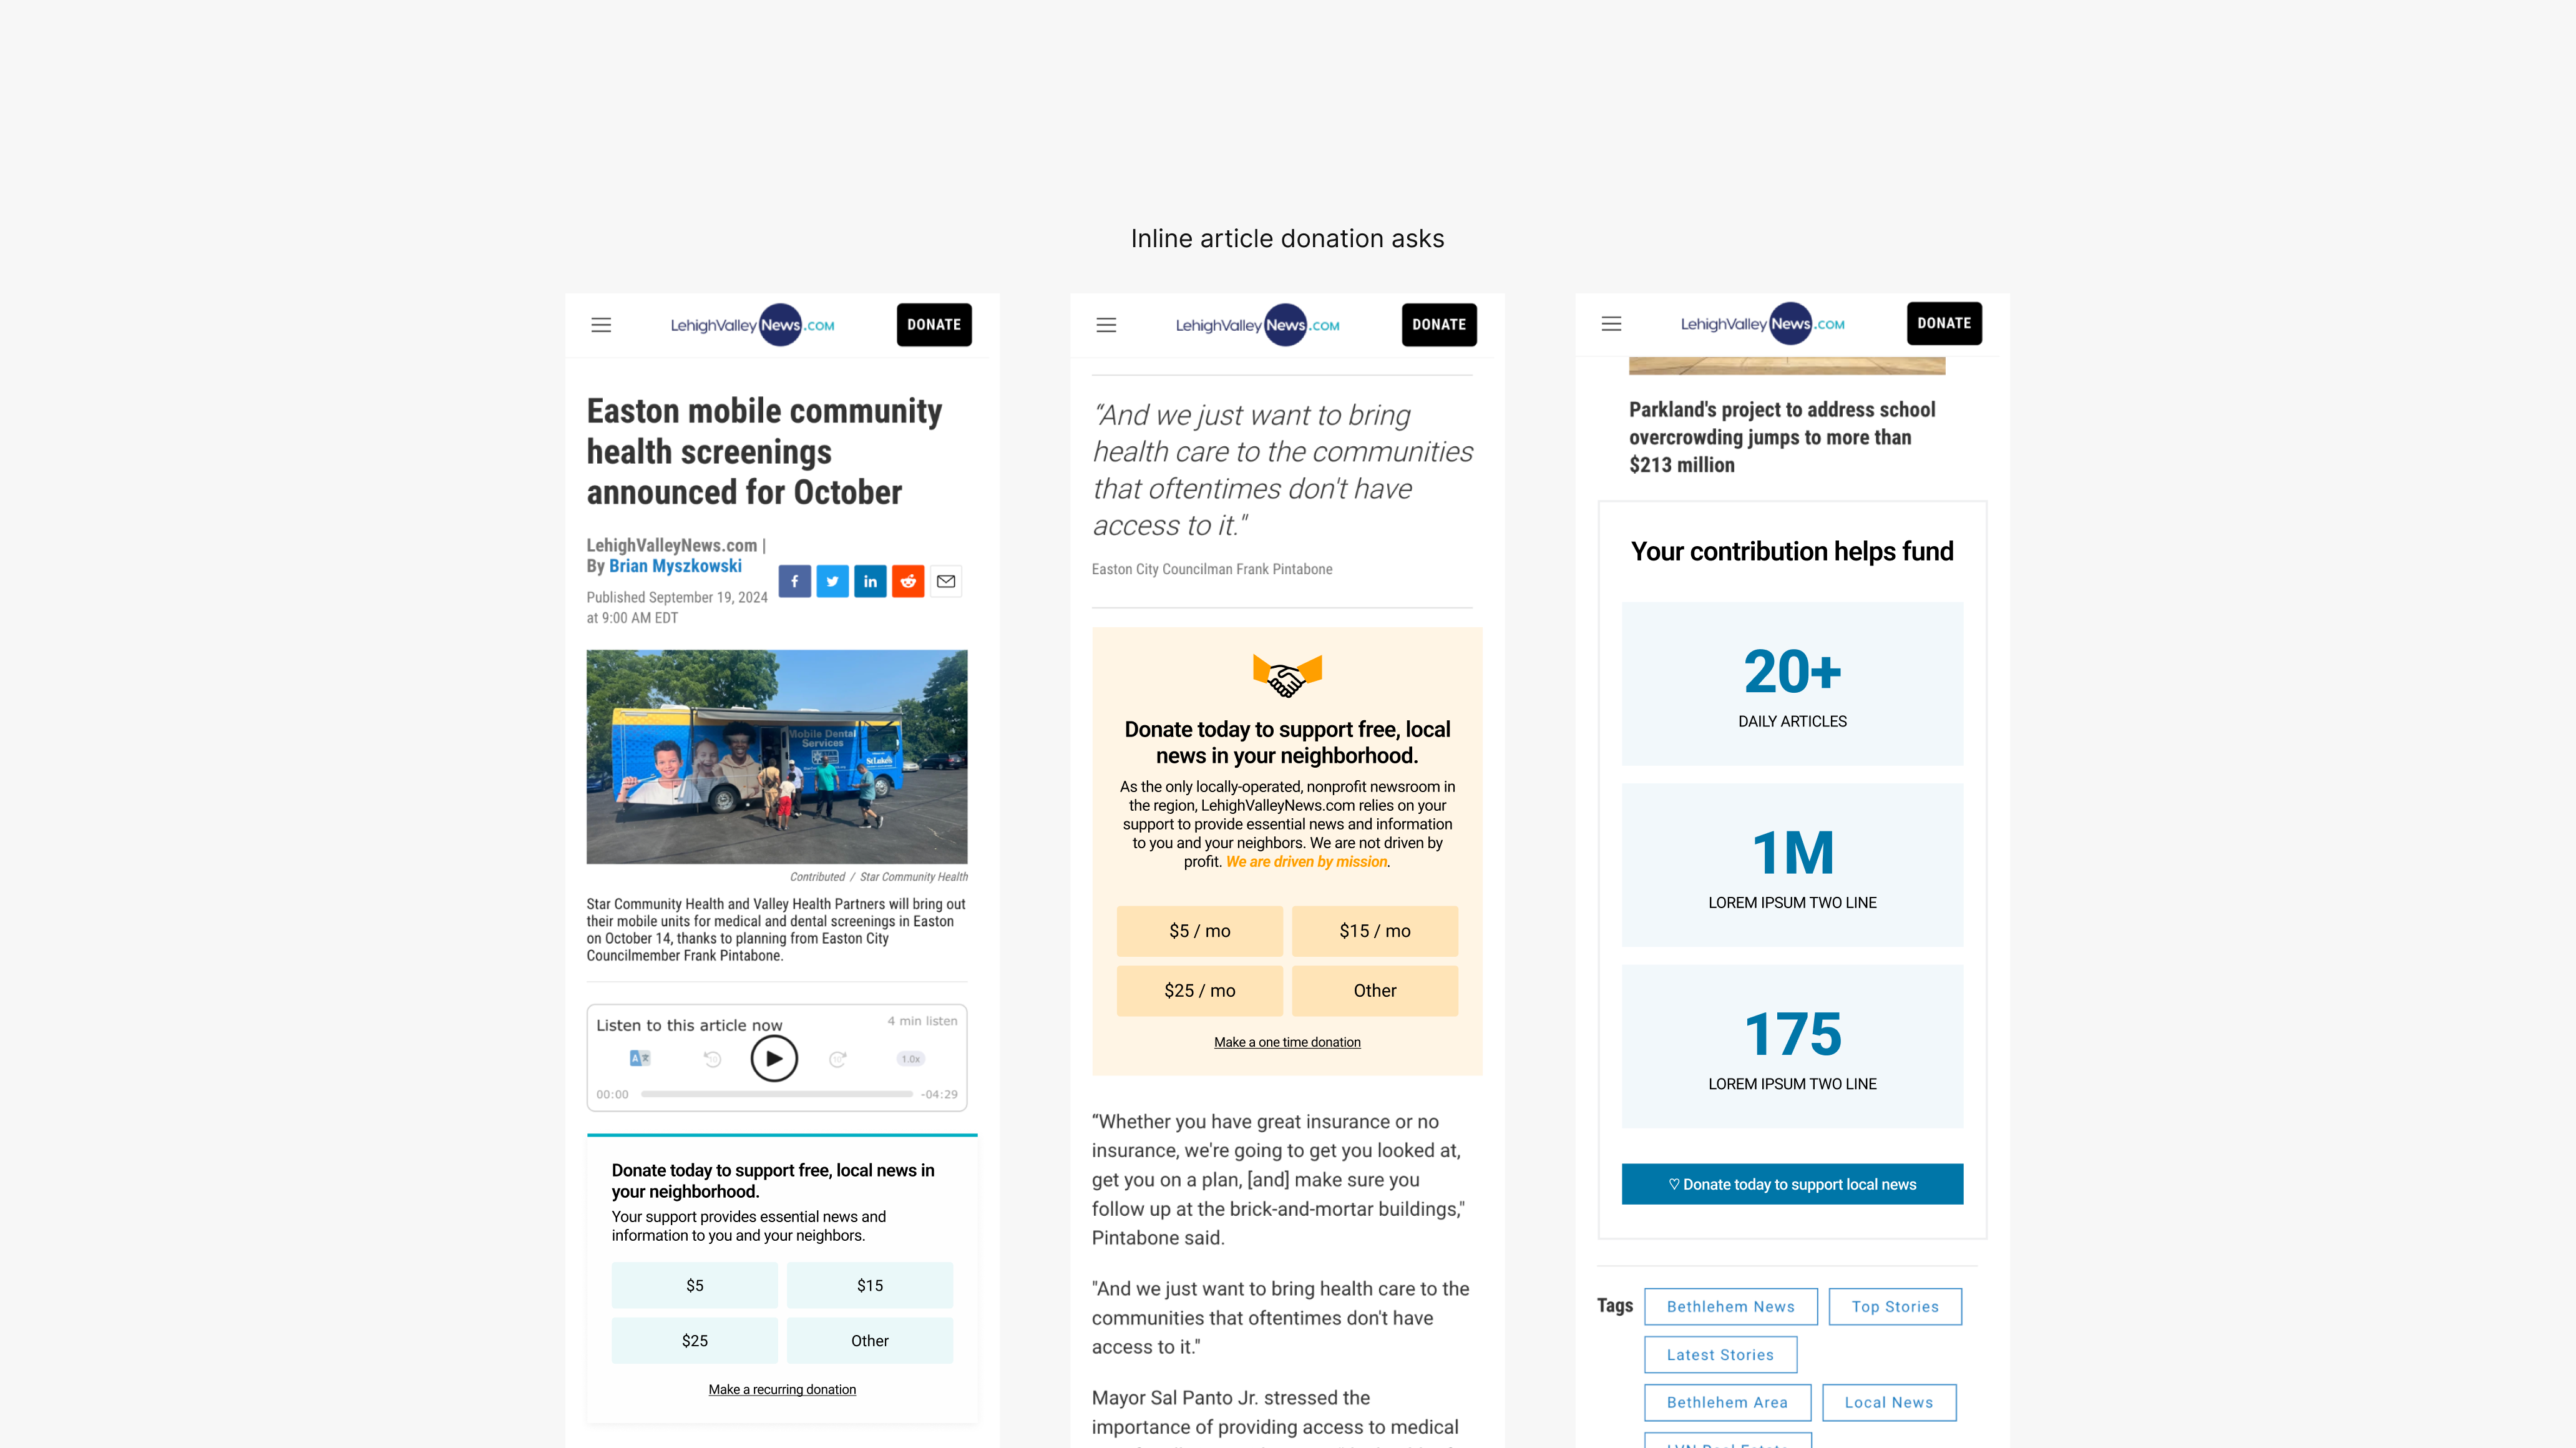 Inline article donation asks
LehighValley News .COM
DONATE
Easton mobile community
health screenings
announced for October
LehighValleyNews.com |
By Brian Myszkowski
Published September 19, 2024
at 9:00 AM EDT
Mobile Dental
Services
St Luke's
Contributed / Star Community Health
Star Community Health and Valley Health Partners will bring out
their mobile units for medical and dental screenings in Easton
on October 14, thanks to planning from Easton City
Councilmember Frank Pintabone.
Listen to this article now
4 min listen
1.0x
00:00
-04:29
Donate today to support free, local news in
your neighborhood.
Your support provides essential news and
information to you and your neighbors.
$5
$15
$25
Other
Make a recurring donation
LehighValley News .COM
DONATE
“And we just want to bring
health care to the communities
that oftentimes don't have
access to it."
Easton City Councilman Frank Pintabone
Donate today to support free, local
news in your neighborhood.
As the only locally-operated, nonprofit newsroom in
the region, LehighValleyNews.com relies on your
support to provide essential news and information
to you and your neighbors. We are not driven by
profit. We are driven by mission.
$5 / mo
$15 / mo
$25 / mo
Other
Make a one time donation
“Whether you have great insurance or no
insurance, we're going to get you looked at,
get you on a plan, [and] make sure you
follow up at the brick-and-mortar buildings,"
Pintabone said.
"And we just want to bring health care to the
communities that oftentimes don't have
access to it."
Mayor Sal Panto Jr. stressed the
importance of providing access to medical
LehighValley News .COM
DONATE
Parkland's project to address school
overcrowding jumps to more than
$213 million
Your contribution helps fund
20+
DAILY ARTICLES
1M
LOREM IPSUM TWO LINE
175
LOREM IPSUM TWO LINE
♡ Donate today to support local news
Tags
Bethlehem News
Top Stories
Latest Stories
Bethlehem Area
Local News